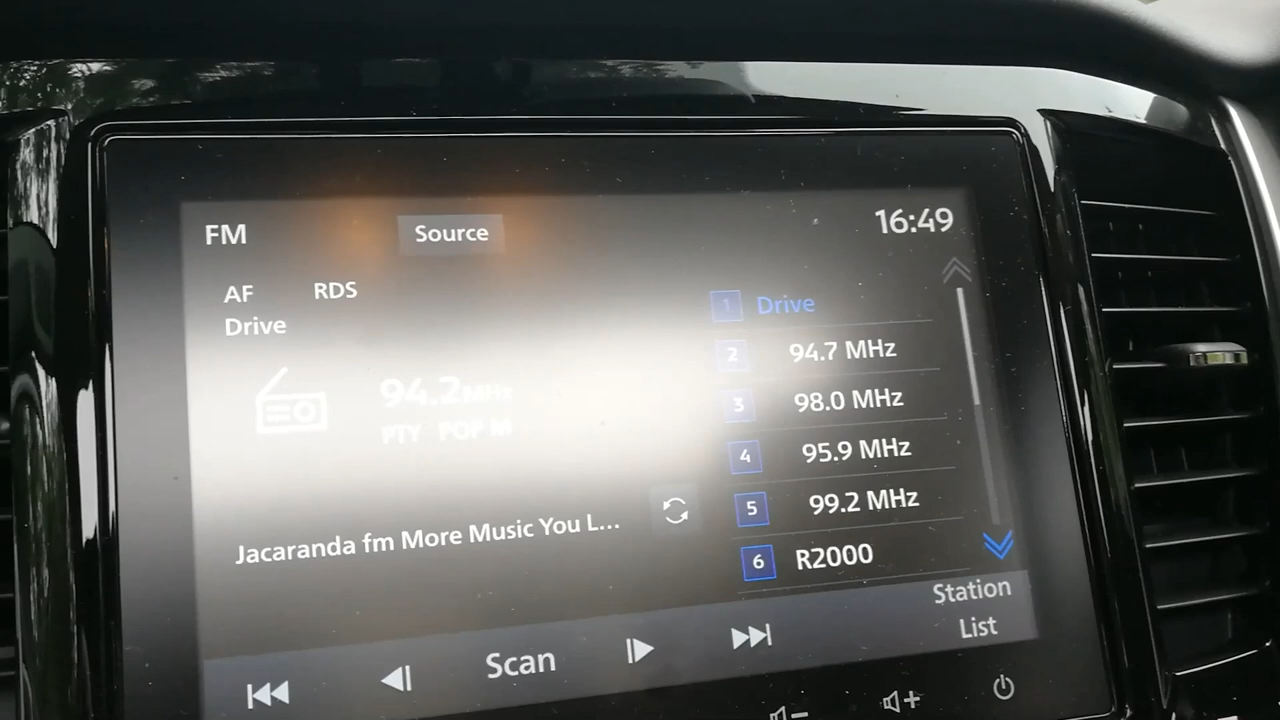 FM
Source
16:49
AF RDS
Drive
94.2MHz
PTY POP M
Jacaranda fm More Music You L...
1 Drive
2 94.7 MHz
3 98.0 MHz
4 95.9 MHz
5 99.2 MHz
6 R2000
Station
List
Scan